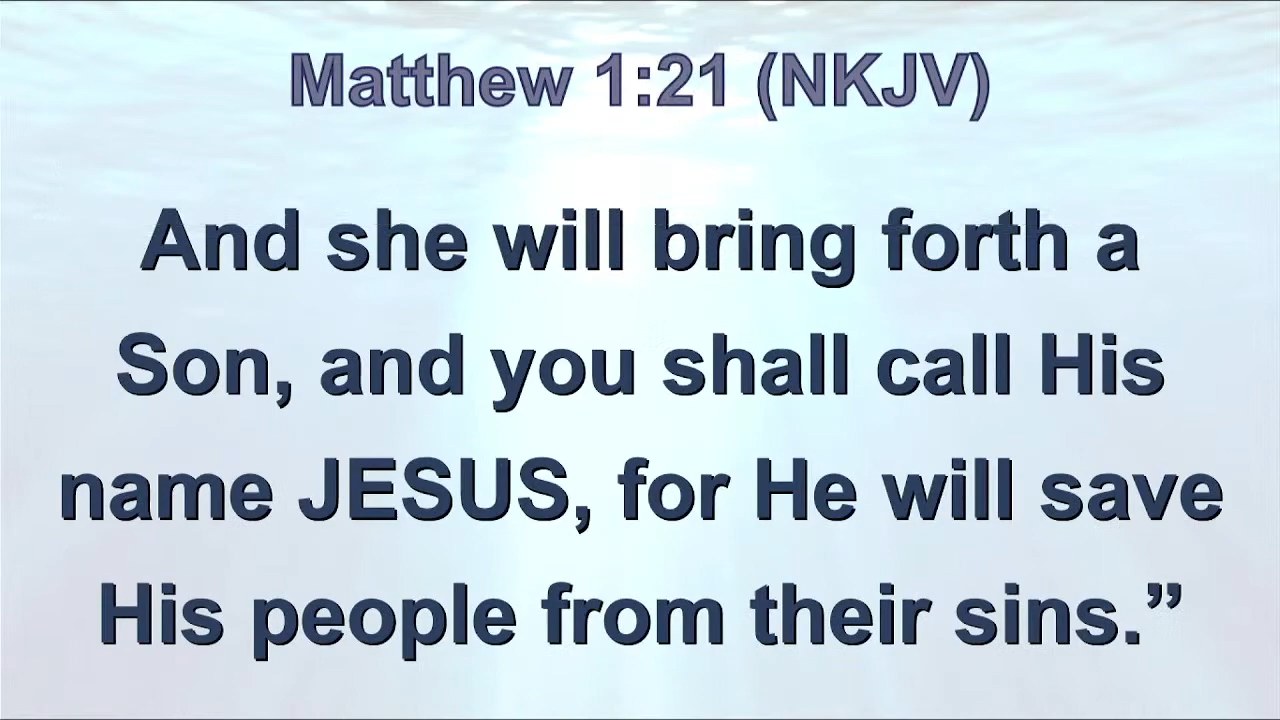 Matthew 1:21 (NKJV)
And she will bring forth a
Son, and you shall call His
name JESUS, for He will save
His people from their sins.”